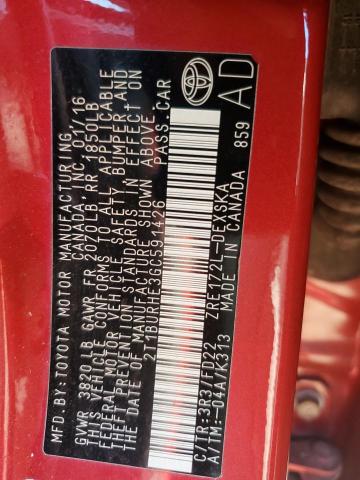 MFD. BY: TOYOTA MOTOR MANUFACTURING
CANADA, INC. 01/16
GVWR 3820LB GAWR FR 2070LB RR 1850LB
THIS VEHICLE CONFORMS TO ALL APPLICABLE
FEDERAL MOTOR VEHICLE SAFETY, BUMPER AND
THEFT PREVENTION STANDARDS IN EFFECT ON
THE DATE OF MANUFACTURE SHOWN ABOVE.
2T1BURHE3GC591426 PASS. CAR
AD
C/TR:3R3/FD22 ZRE172L-DEXSKA
A/TM:-04A/K313 MADE IN CANADA 859